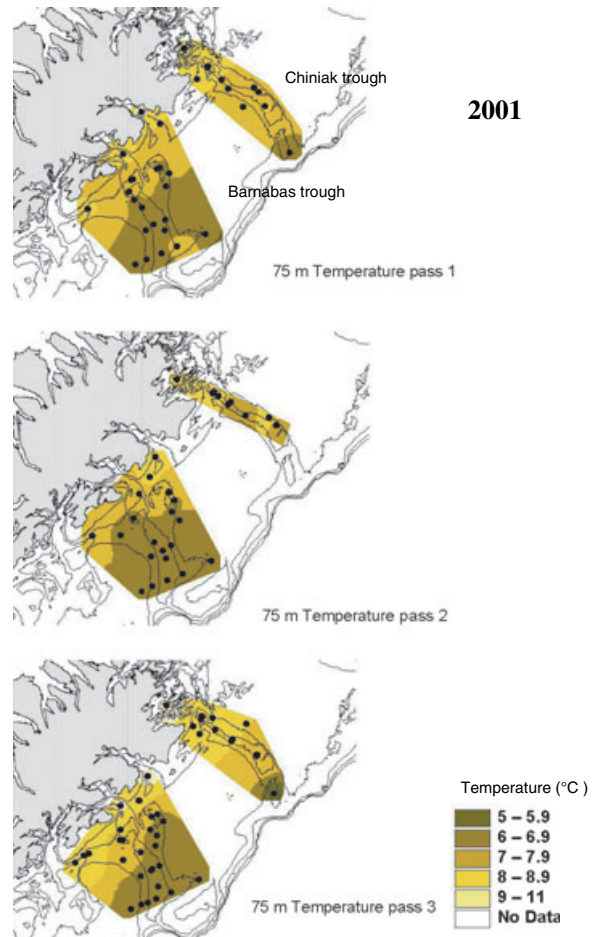 Chiniak trough
2001
Barnabas trough
75 m Temperature pass 1
75 m Temperature pass 2
75 m Temperature pass 3
Temperature (°C )
5 – 5.9
6 – 6.9
7 – 7.9
8 – 8.9
9 – 11
No Data